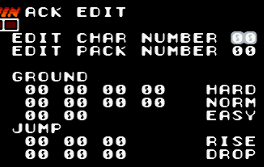 IN ACK EDIT
EDIT CHAR NUMBER 00
EDIT PACK NUMBER 00
GROUND
00 00 00 00 HARD
00 00 00 00 NORM
00 00 EASY
JUMP
00 00 00 RISE
00 00 00 DROP